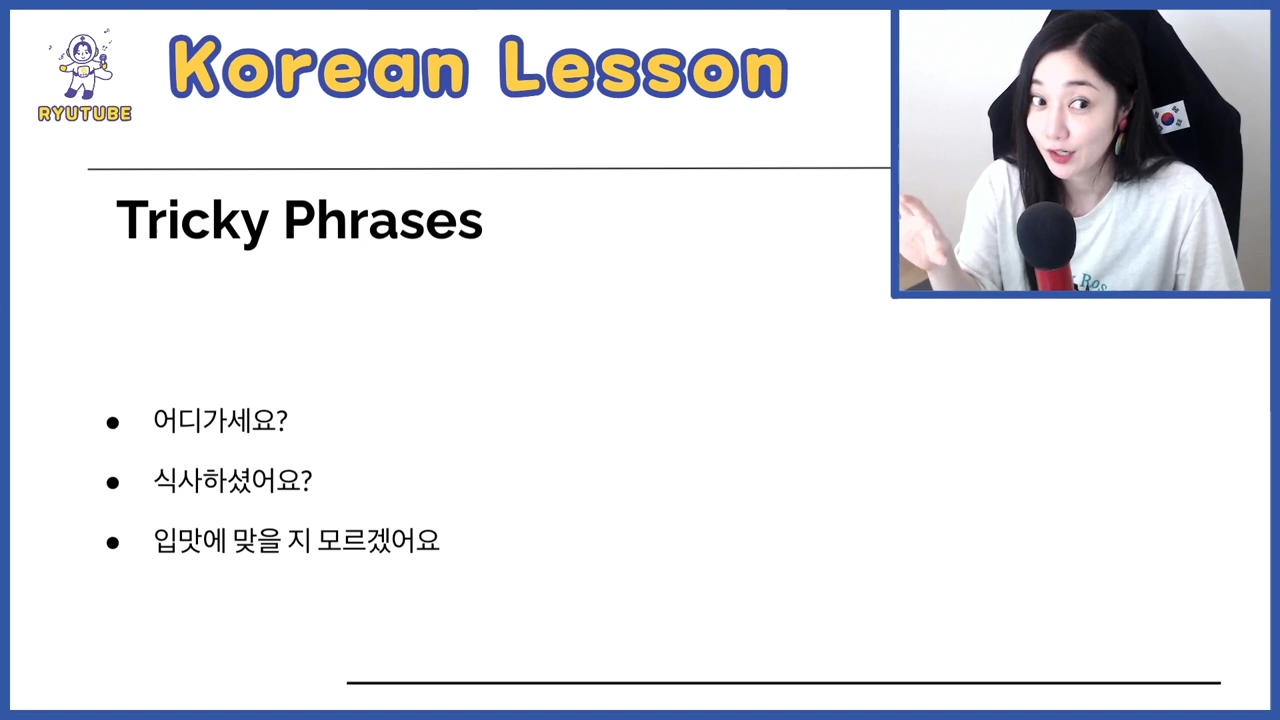 RYUTUBE
Korean Lesson
Tricky Phrases
어디가세요?
식사하셨어요?
입맛에 맞을 지 모르겠어요